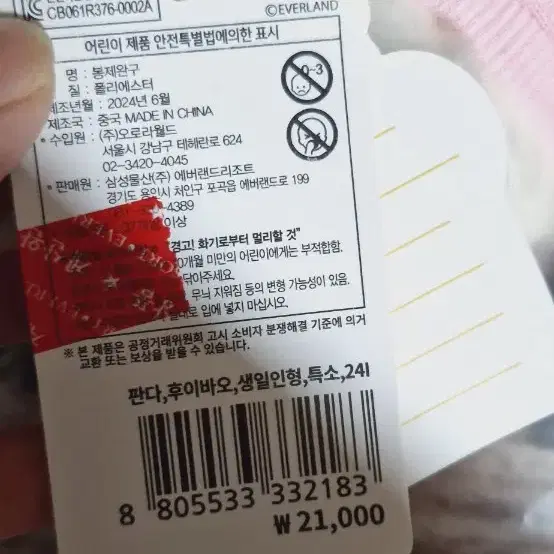 CB061R376-0002A
©EVERLAND
어린이 제품 안전특별법에의한 표시
명 : 봉제완구
질 : 폴리에스터
제조년월 : 2024년 6월
제조국 : 중국 MADE IN CHINA
• 수입원 : (주)오로라월드
서울시 강남구 테헤란로 624
02-3420-4045
• 판매원 : 삼성물산(주) 에버랜드리조트
경기도 용인시 처인구 포곡읍 에버랜드로 199
-4389
이상
0~3
경고! 화기로부터 멀리할 것"
개월 미만의 어린이에게는 부적합함.
닦아주세요.
무늬 지워짐 등의 변형 가능성이 있음.
입에 넣지 마십시오.
※ 본 제품은 공정거래위원회 고시 소비자 분쟁해결 기준에 의거
교환 또는 보상을 받을 수 있습니다.
판다,후이바오,생일인형,특소,24
8 805533 332183
₩ 21,000